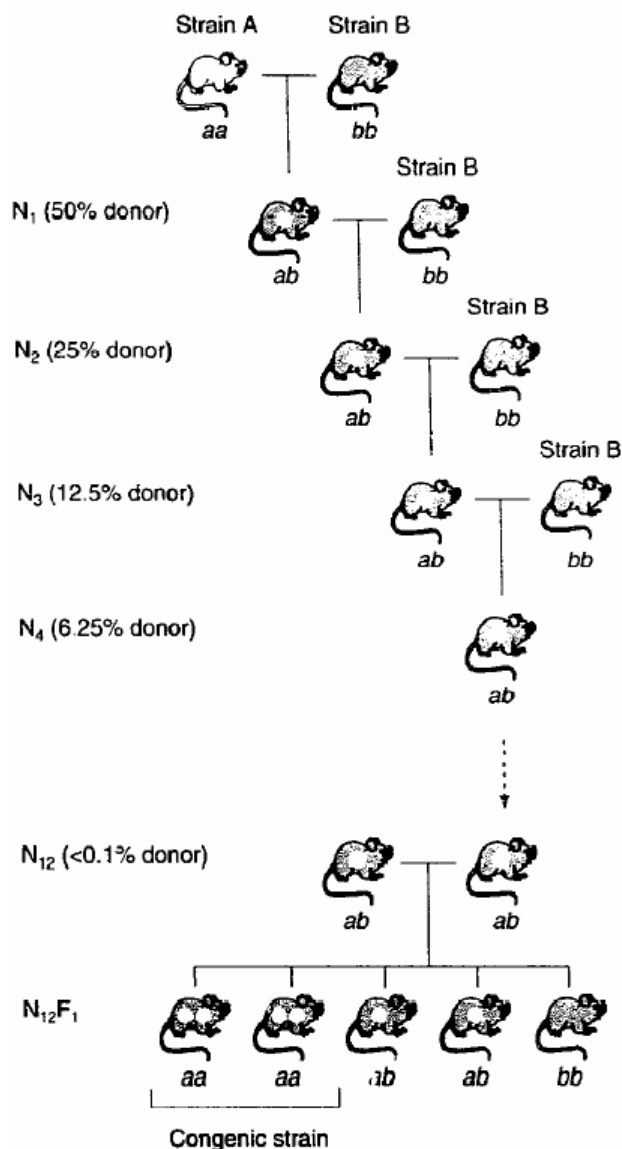 Strain A Strain B
aa bb
Strain B
N₁ (50% donor)
ab bb
Strain B
N₂ (25% donor)
ab bb
Strain B
N₃ (12.5% donor)
ab bb
N₄ (6.25% donor)
ab
N₁₂ (<0.1% donor)
ab ab
N₁₂F₁
aa aa ab ab bb
Congenic strain